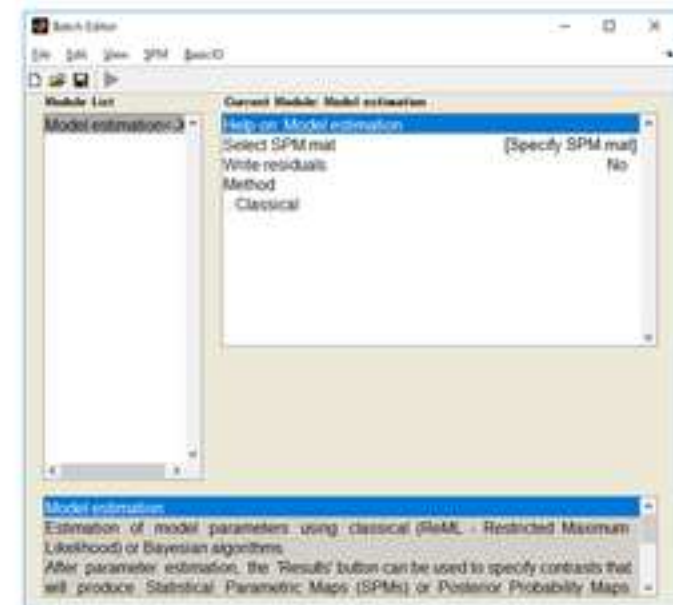 Batch Editor
File Edit View SPM BasicIO
Module List
Current Module: Model estimation
Model estimation<-X
Help on: Model estimation
Select SPM.mat [Specify SPM.mat]
Write residuals No
Method
Classical
Model estimation
Estimation of model parameters using classical (ReML - Restricted Maximum
Likelihood) or Bayesian algorithms.
After parameter estimation, the 'Results' button can be used to specify contrasts that
will produce Statistical Parametric Maps (SPMs) or Posterior Probability Maps